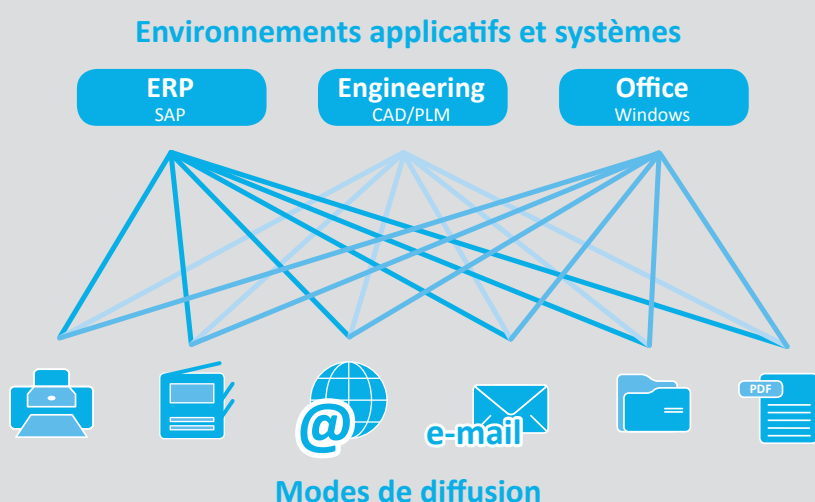 Environnements applicatifs et systèmes
ERP
SAP
Engineering
CAD/PLM
Office
Windows
@
e-mail
PDF
Modes de diffusion